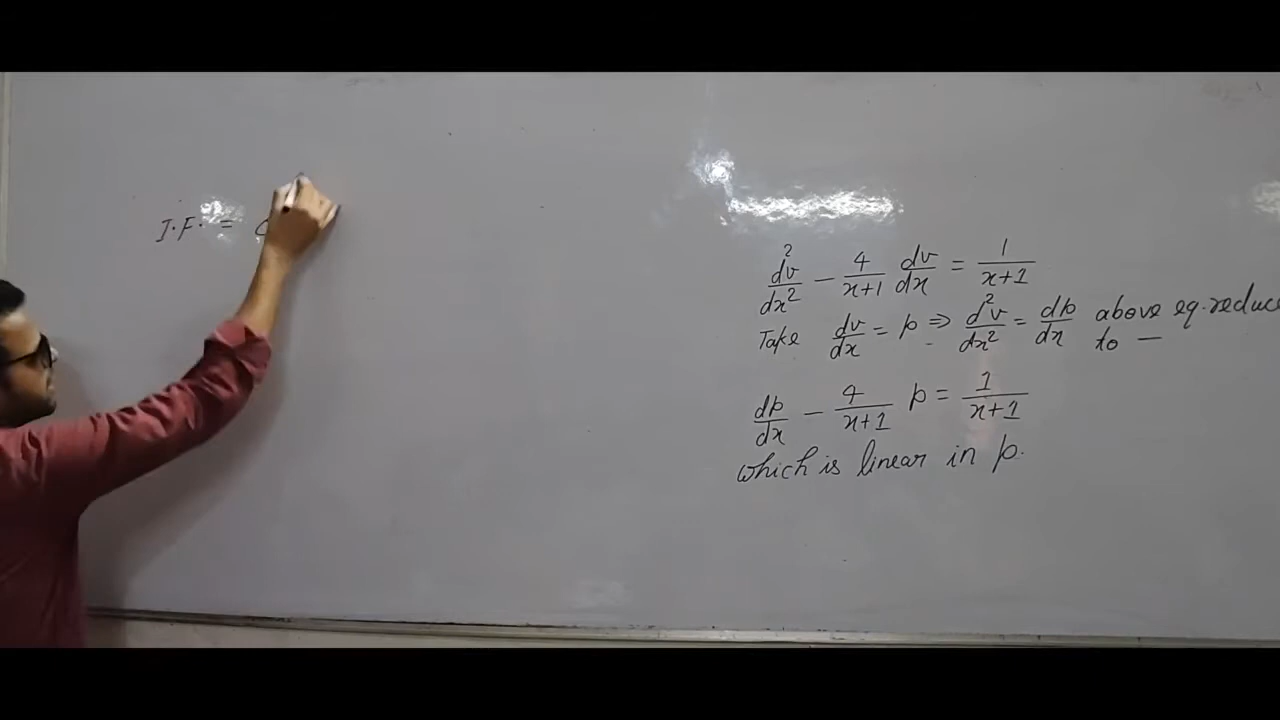 I.F. = e
d²v/dx² - 4/x+1 dv/dx = 1/x+1
Take dv/dx = p ⇒ d²v/dx² = dp/dx above eq. reduce
to —
dp/dx - 4/x+1 p = 1/x+1
which is linear in p.